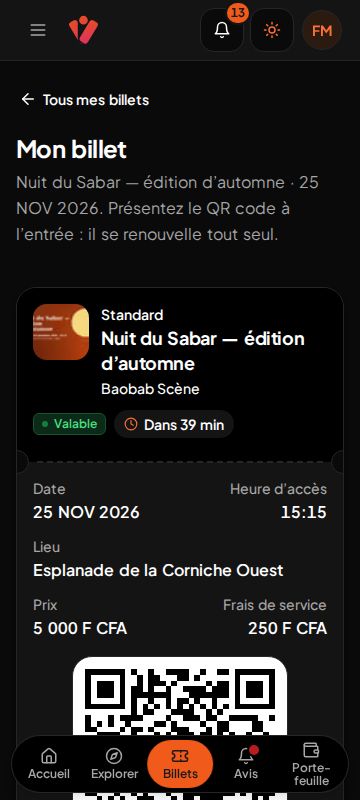 13
FM
Tous mes billets
Mon billet
Nuit du Sabar — édition d’automne · 25
NOV 2026. Présentez le QR code à
l’entrée : il se renouvelle tout seul.
Standard
Nuit du Sabar — édition
d’automne
Baobab Scène
Valable
Dans 39 min
Date
Heure d’accès
25 NOV 2026
15:15
Lieu
Esplanade de la Corniche Ouest
Prix
Frais de service
5 000 F CFA
250 F CFA
Accueil
Explorer
Billets
Avis
Porte-
feuille